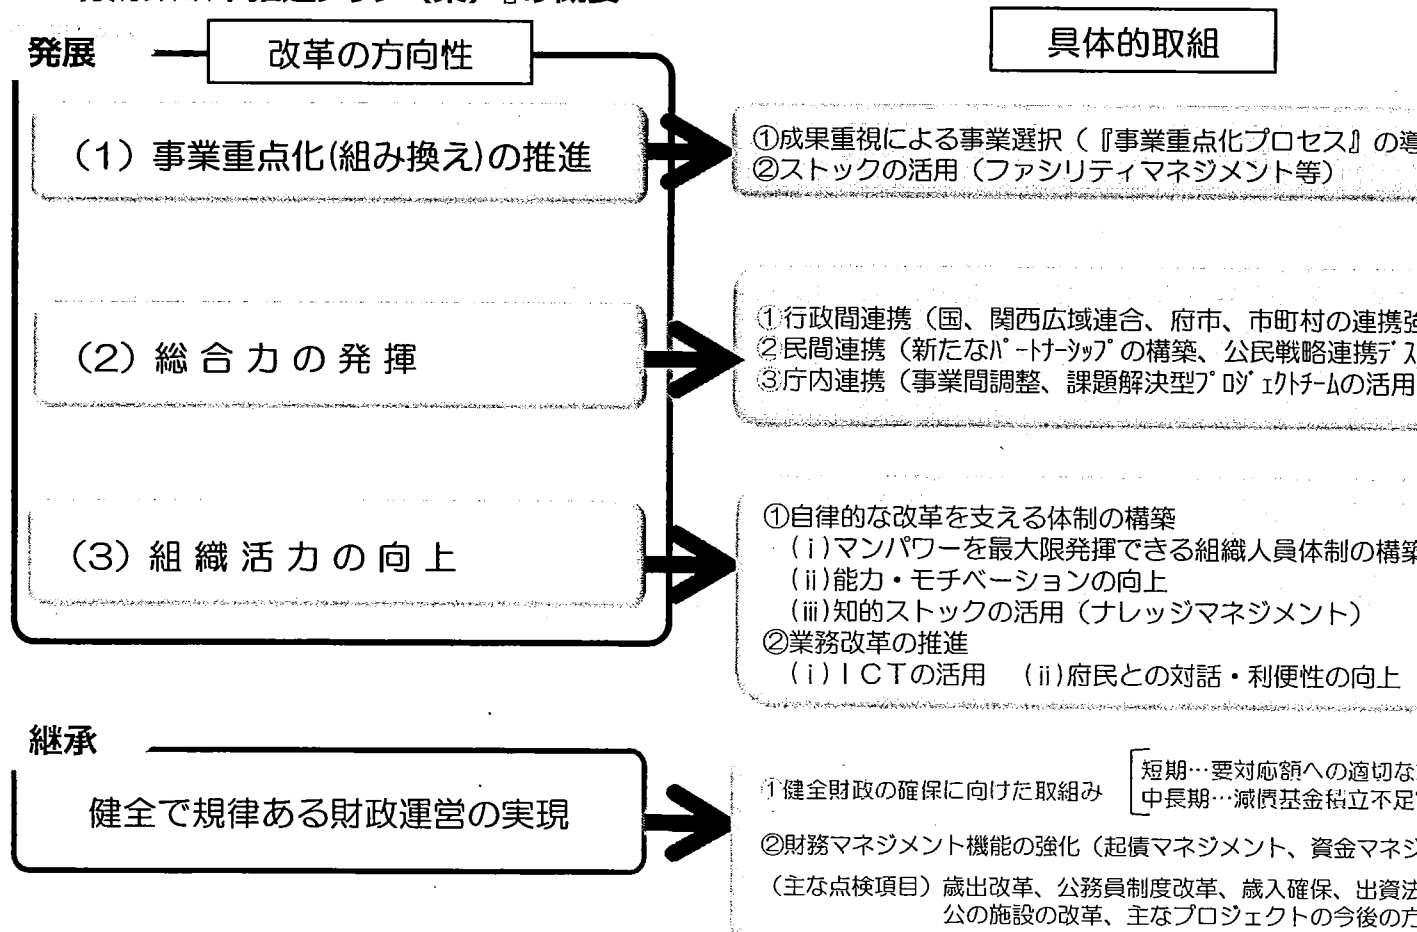 発展
改革の方向性
具体的取組
(1) 事業重点化(組み換え)の推進
①成果重視による事業選択(『事業重点化プロセス』の導
②ストックの活用(ファシリティマネジメント等)
(2) 総合力の発揮
①行政間連携(国、関西広域連合、府市、市町村の連携強
②民間連携(新たなパートナーシップの構築、公民戦略連携デス
③庁内連携(事業間調整、課題解決型プロジェクトチームの活用
(3) 組織活力の向上
①自律的な改革を支える体制の構築
(ⅰ)マンパワーを最大限発揮できる組織人員体制の構築
(ⅱ)能力・モチベーションの向上
(ⅲ)知的ストックの活用(ナレッジマネジメント)
②業務改革の推進
(ⅰ)ICTの活用 (ⅱ)府民との対話・利便性の向上
継承
健全で規律ある財政運営の実現
①健全財政の確保に向けた取組み
短期…要対応額への適切な
中長期…減債基金積立不足
②財務マネジメント機能の強化(起債マネジメント、資金マネジ
(主な点検項目)歳出改革、公務員制度改革、歳入確保、出資法
公の施設の改革、主なプロジェクトの今後の方